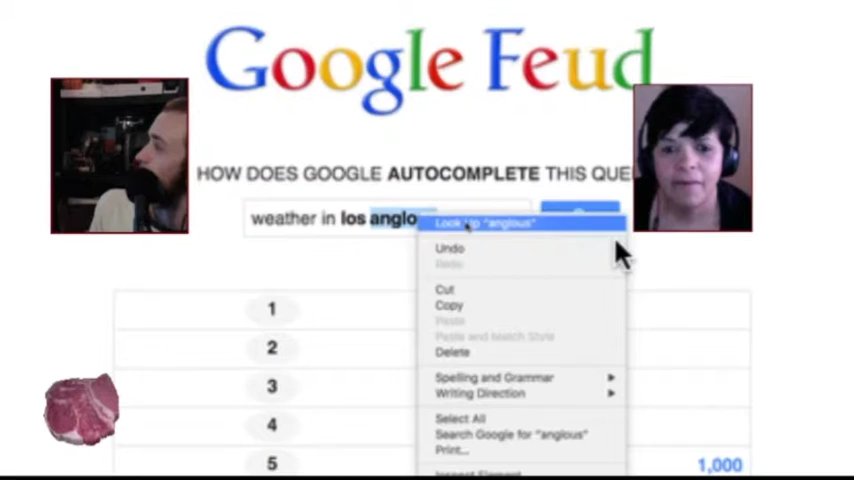 Google Feud
HOW DOES GOOGLE AUTOCOMPLETE THIS QUE
weather in los anglo
Look Up "anglous"
Undo
Redo
Cut
Copy
Paste
Paste and Match Style
Delete
Spelling and Grammar
Writing Direction
Select All
Search Google for "anglous"
Print...
Inspect Element
1
2
3
4
5 1,000